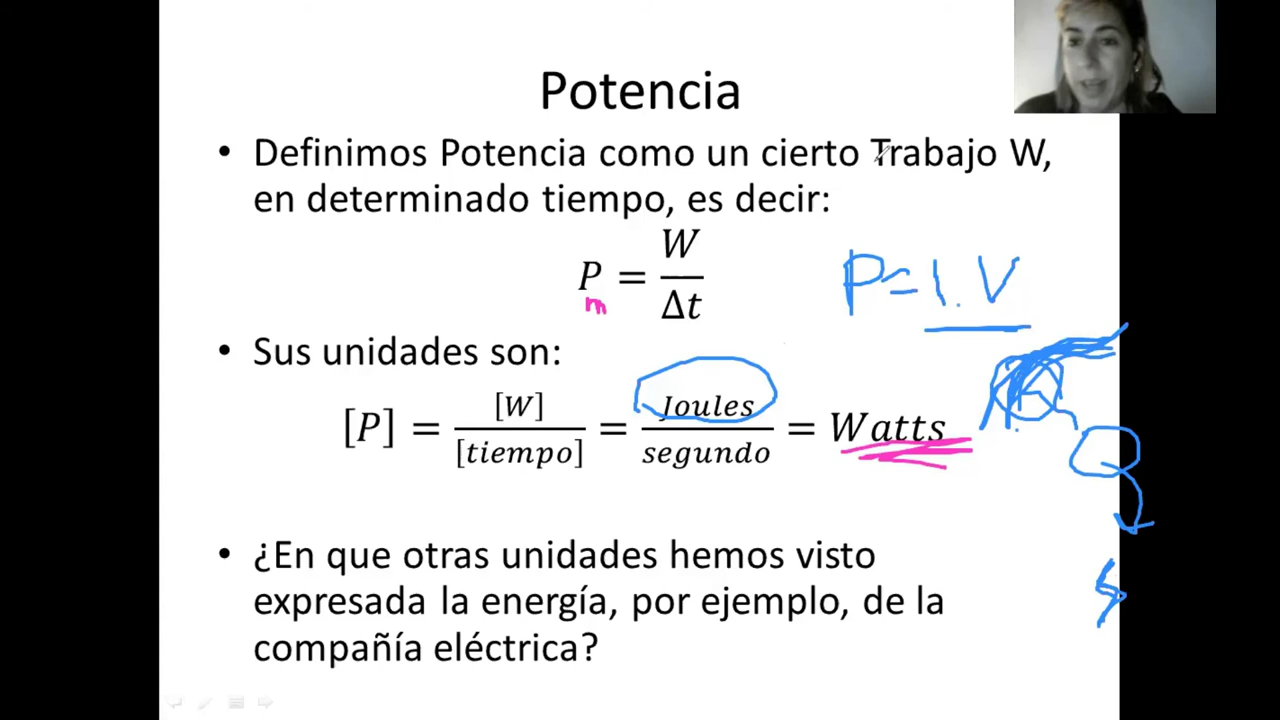 Potencia
• Definimos Potencia como un cierto Trabajo W,
en determinado tiempo, es decir:
P = W / Δt
m
P = I . V
• Sus unidades son:
[P] = [W] / [tiempo] = Joules / segundo = Watts
• ¿En que otras unidades hemos visto
expresada la energía, por ejemplo, de la
compañía eléctrica?